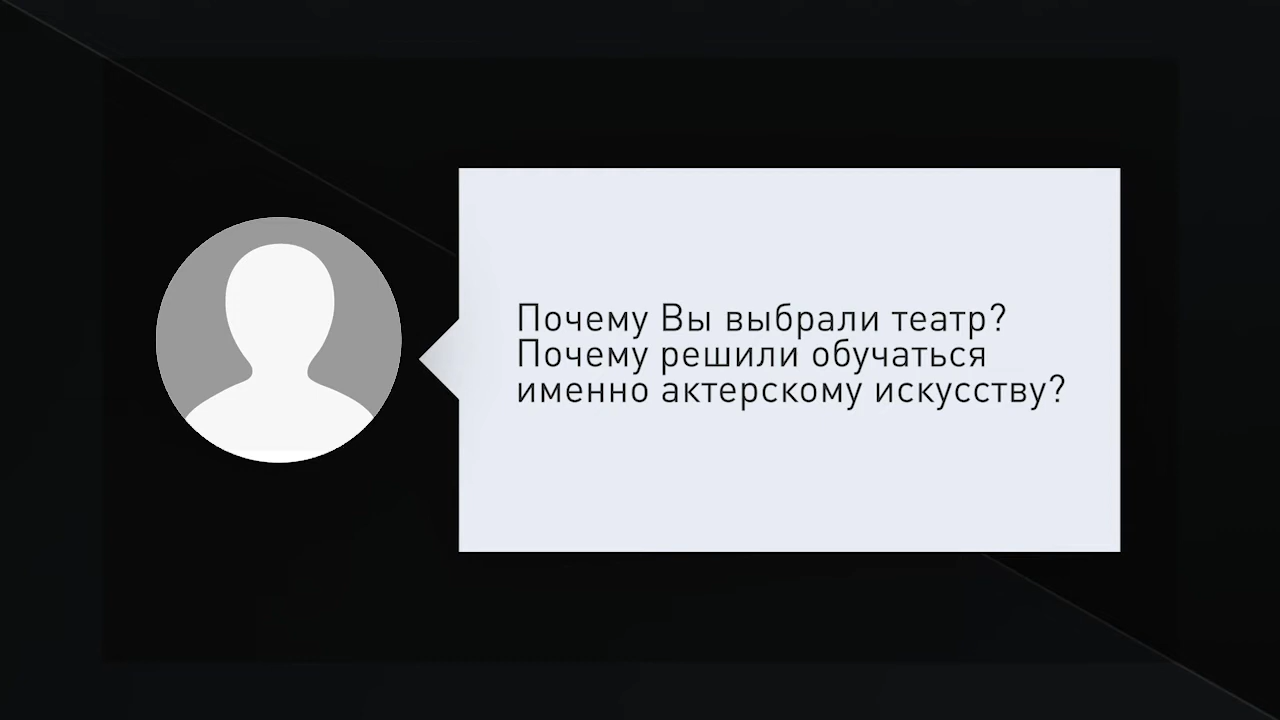 Почему Вы выбрали театр?
Почему решили обучаться
именно актерскому искусству?